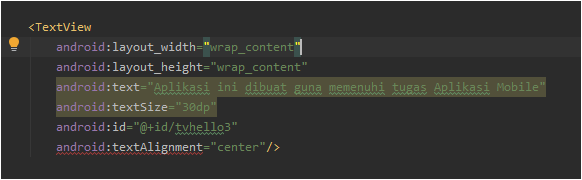 <TextView
android:layout_width="wrap_content"
android:layout_height="wrap_content"
android:text="Aplikasi ini dibuat guna memenuhi tugas Aplikasi Mobile"
android:textSize="30dp"
android:id="@+id/tvhello3"
android:textAlignment="center"/>